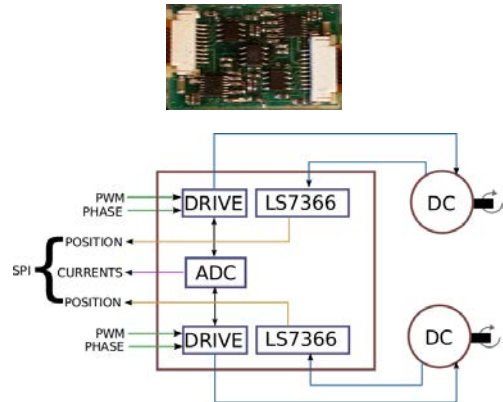 PWM
PHASE
DRIVE
LS7366
DC
POSITION
SPI
CURRENTS
ADC
POSITION
PWM
PHASE
DRIVE
LS7366
DC